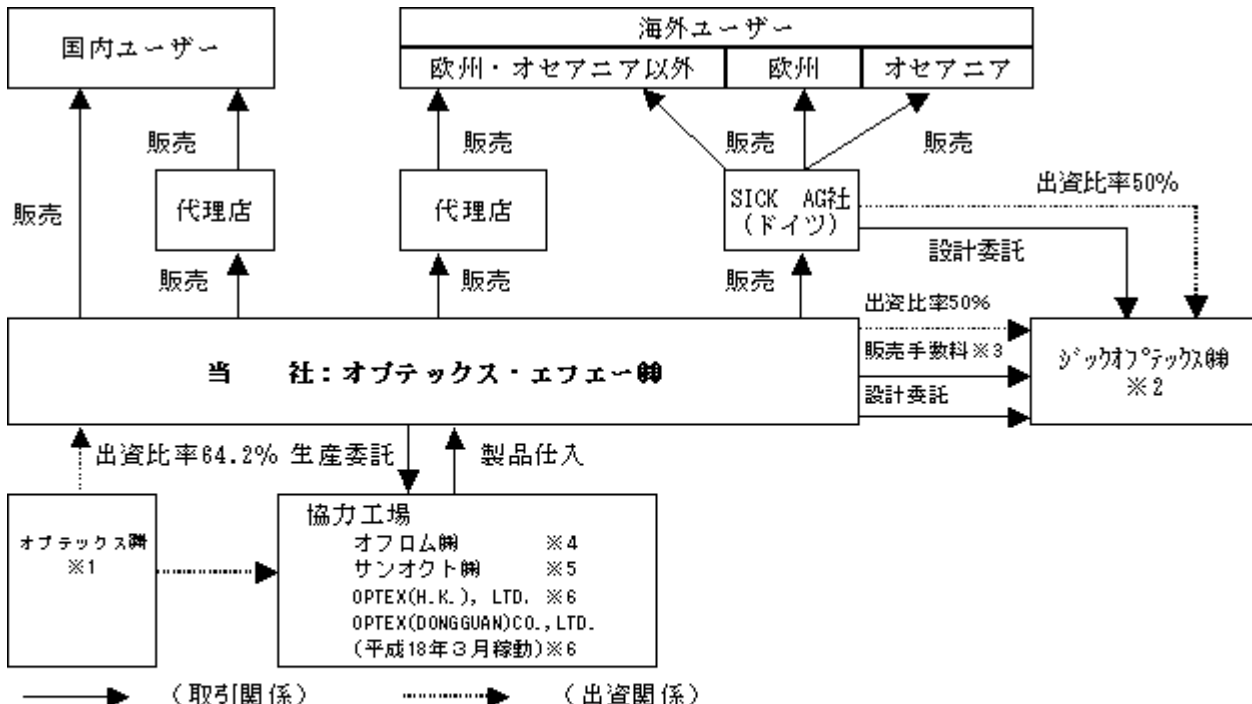 国内ユーザー
海外ユーザー
欧州・オセアニア以外
欧州
オセアニア
販売
販売
販売
販売
販売
代理店
代理店
SICK AG社
(ドイツ)
出資比率50%
設計委託
販売
販売
販売
出資比率50%
販売手数料※3
設計委託
当 社：オプテックス・エフエー㈱
ジックオプテックス㈱
※2
出資比率64.2%
生産委託
製品仕入
オプテックス㈱
※1
協力工場
オフロム㈱ ※4
サンオクト㈱ ※5
OPTEX(H.K.), LTD. ※6
OPTEX(DONGGUAN)CO.,LTD.
(平成18年３月稼動)※6
(取引関係)
(出資関係)